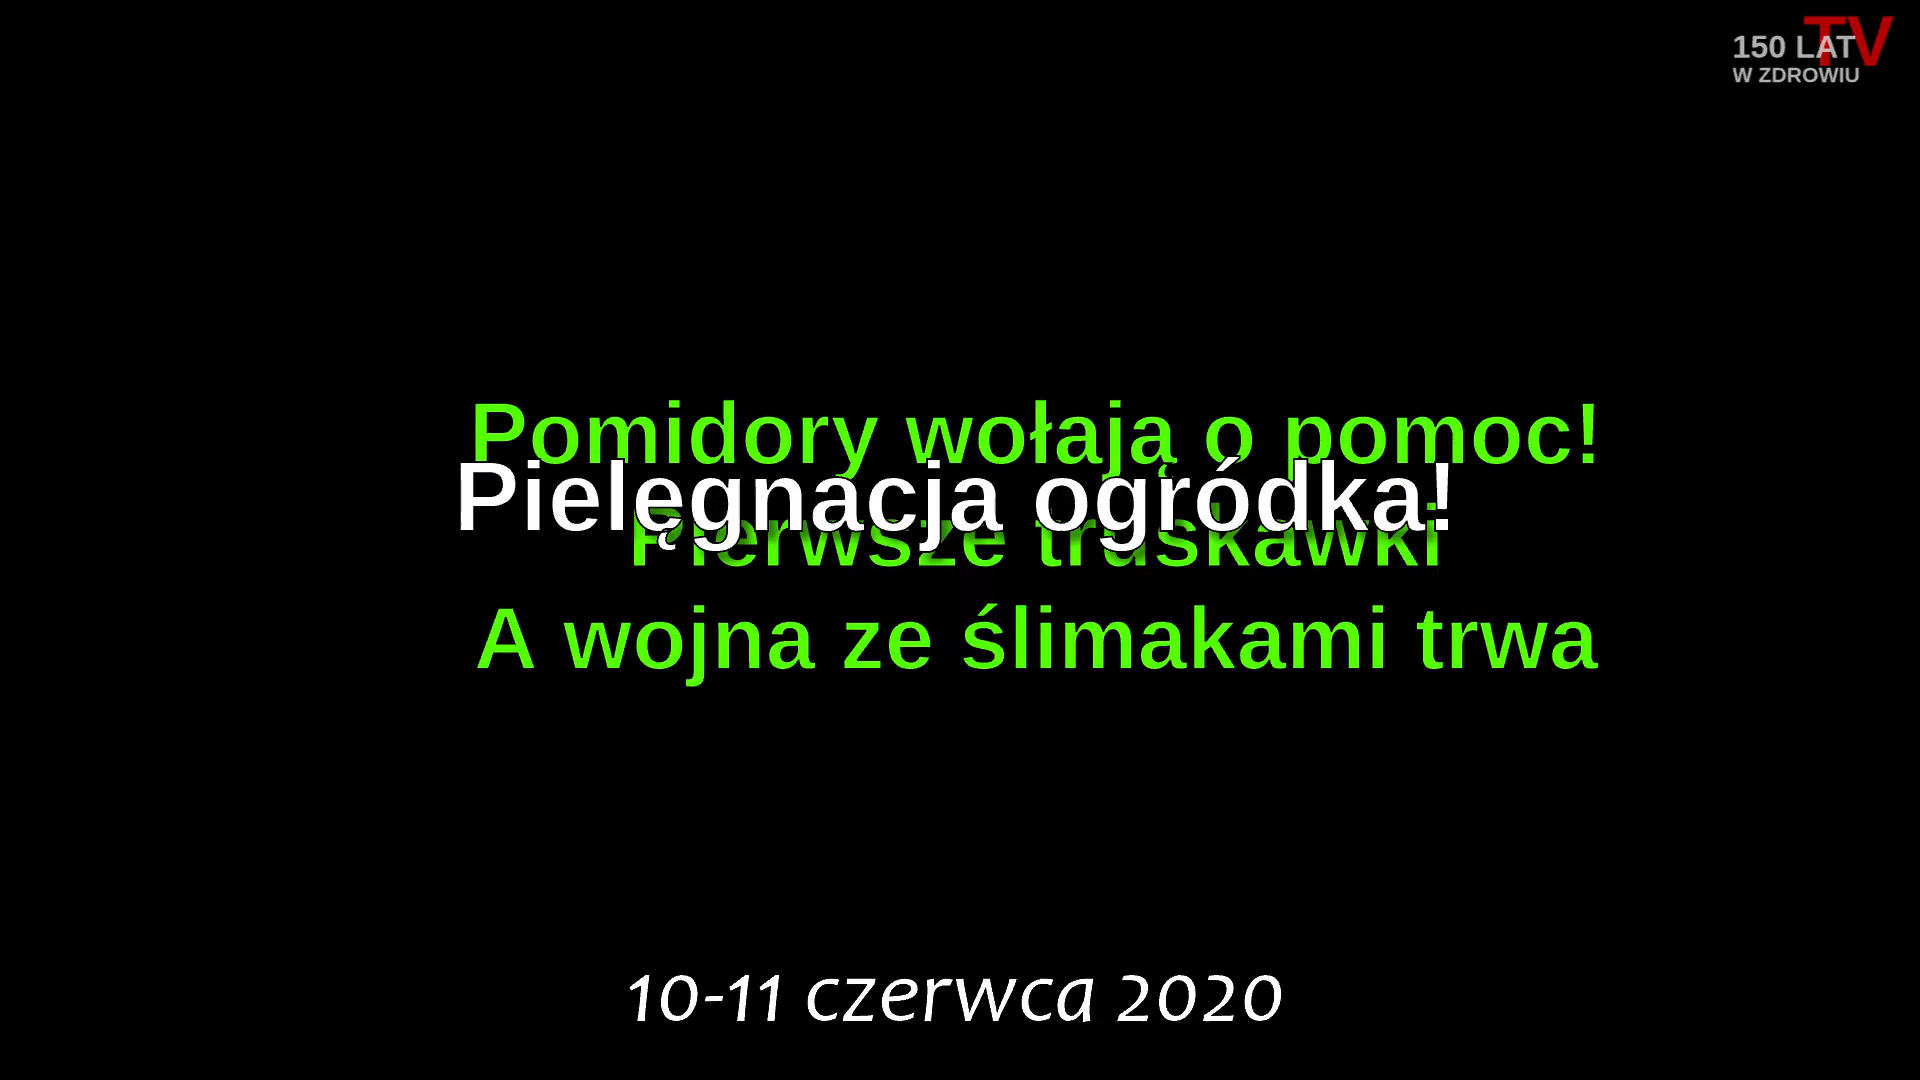 TV
150 LAT
W ZDROWIU
Pomidory wołają o pomoc!
Pielęgnacja ogródka!
Pierwsze truskawki
A wojna ze ślimakami trwa
10-11 czerwca 2020